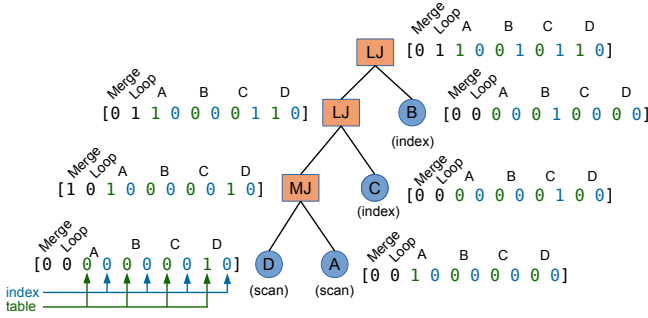 Merge Loop A B C D
LJ [0 1 1 0 0 1 0 1 1 0]
Merge Loop A B C D
[0 1 1 0 0 0 0 1 1 0] LJ
B
(index)
Merge Loop A B C D
[0 0 0 0 0 1 0 0 0 0]
Merge Loop A B C D
[1 0 1 0 0 0 0 0 1 0] MJ
C
(index)
Merge Loop A B C D
[0 0 0 0 0 0 0 1 0 0]
Merge Loop A B C D
[0 0 0 0 0 0 0 0 1 0]
D
(scan)
A
(scan)
Merge Loop A B C D
[0 0 1 0 0 0 0 0 0 0]
index
table